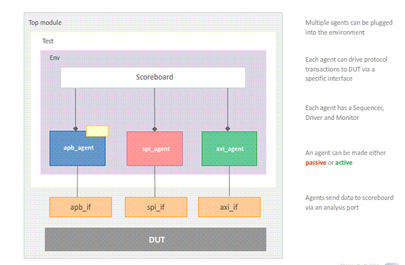 Top module
Test
Env
Scoreboard
apb_agent
spi_agent
axi_agent
apb_if
spi_if
axi_if
DUT
Multiple agents can be plugged
into the environment
Each agent can drive protocol
transactions to DUT via a
specific interface
Each agent has a Sequencer,
Driver and Monitor
An agent can be made either
passive or active
Agents send data to scoreboard
via an analysis port